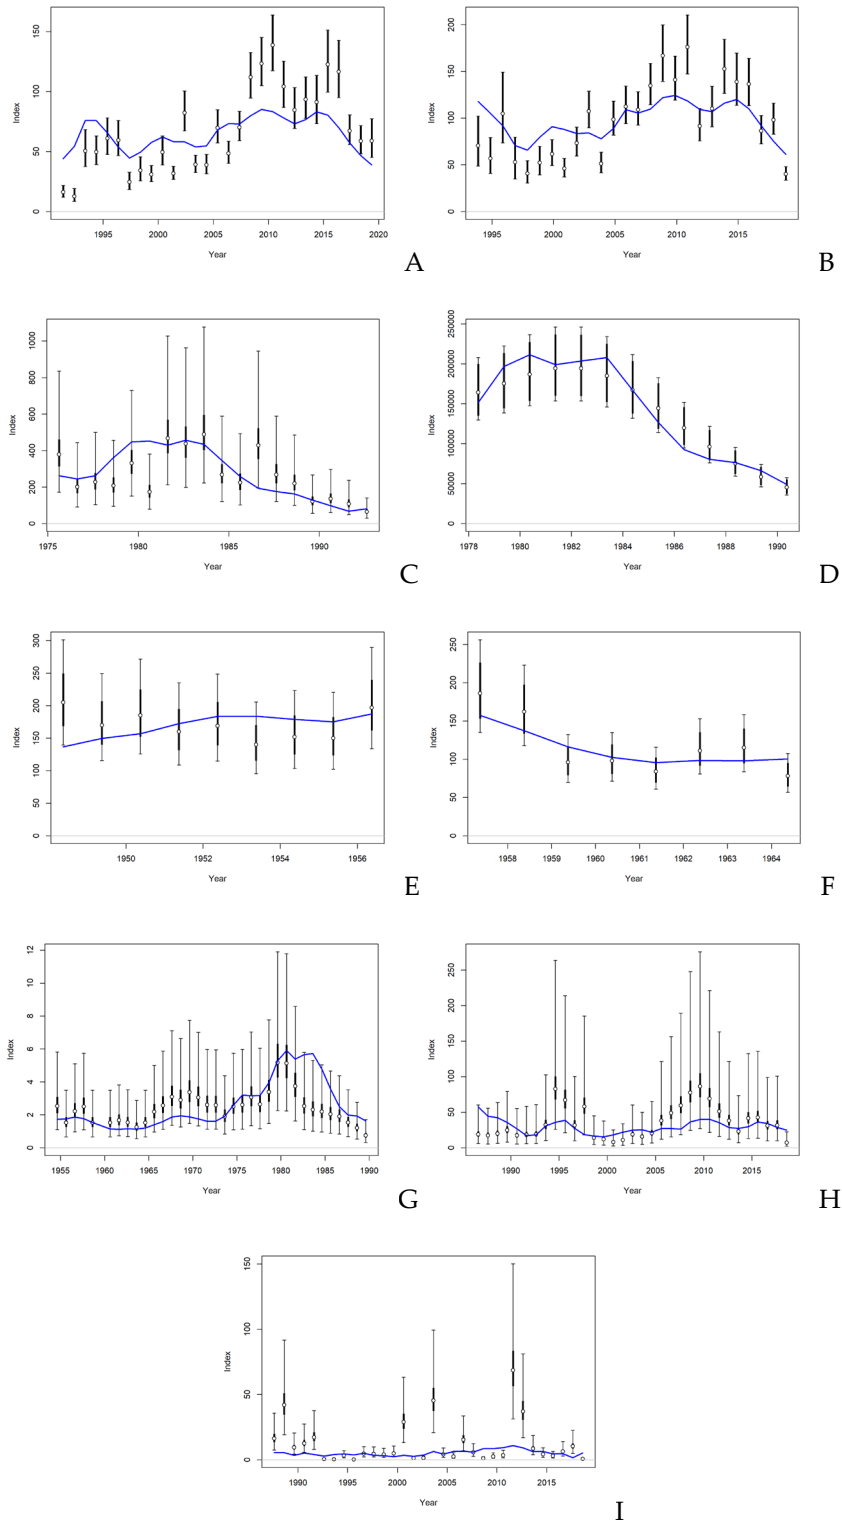 Index
150
100
50
0
1995 2000 2005 2010 2015 2020
Year
A
Index
200
150
100
50
0
1995 2000 2005 2010 2015
Year
B
Index
1000
800
600
400
200
0
1975 1980 1985 1990
Year
C
Index
250000
200000
150000
100000
50000
0
1978 1980 1982 1984 1986 1988 1990
Year
D
Index
300
250
200
150
100
50
0
1950 1952 1954 1956
Year
E
Index
250
200
150
100
50
0
1958 1959 1960 1961 1962 1963 1964
Year
F
Index
12
10
8
6
4
2
0
1955 1960 1965 1970 1975 1980 1985 1990
Year
G
Index
250
200
150
100
50
0
1990 1995 2000 2005 2010 2015
Year
H
Index
150
100
50
0
1990 1995 2000 2005 2010 2015
Year
I